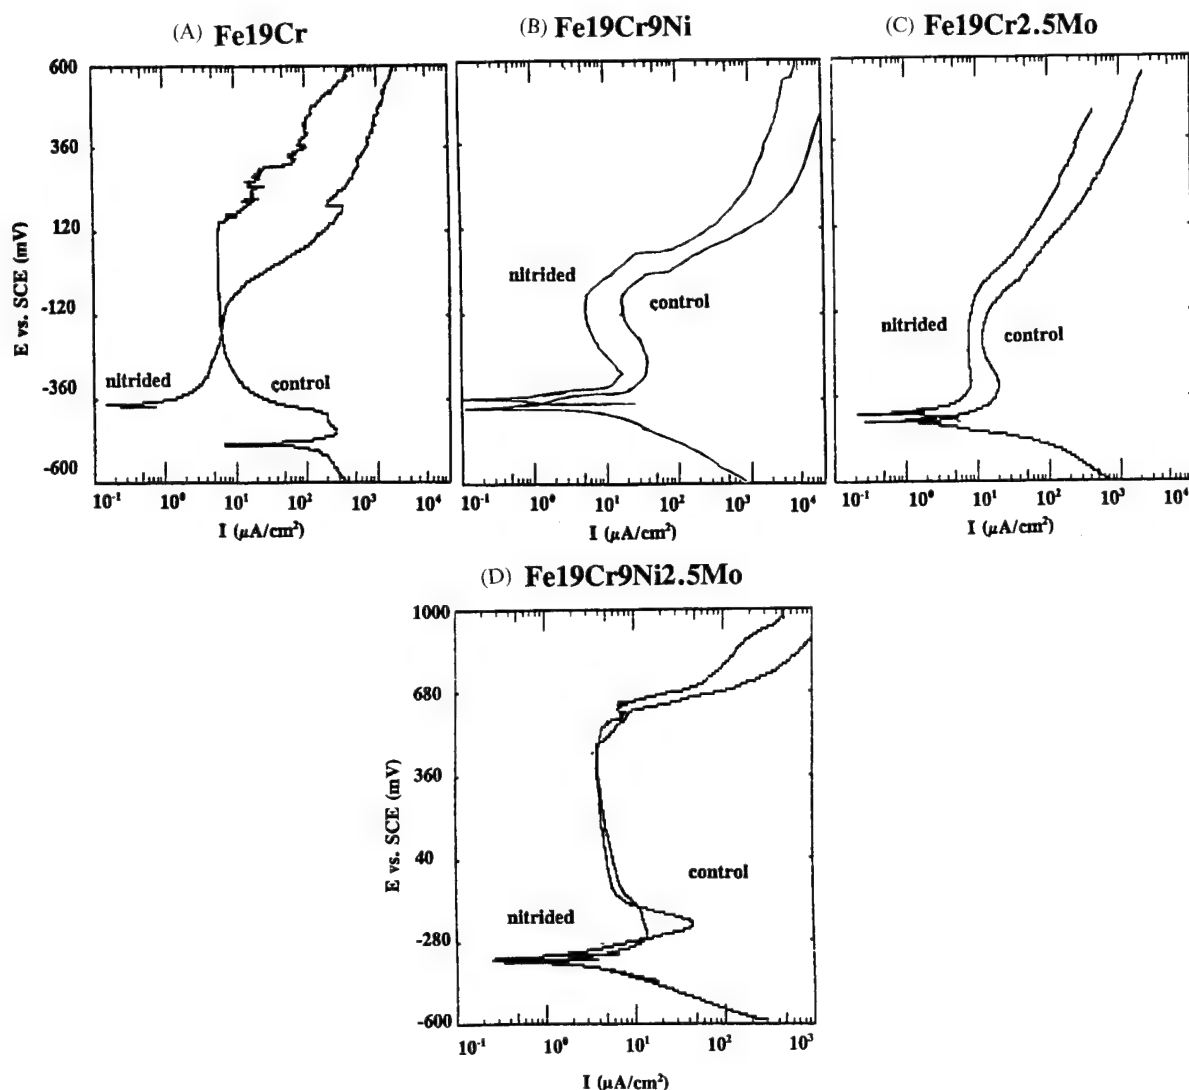 (A) Fe19Cr
(B) Fe19Cr9Ni
(C) Fe19Cr2.5Mo
600
360
120
-120
-360
-600
E vs. SCE (mV)
nitrided
control
10⁻¹ 10⁰ 10¹ 10² 10³ 10⁴
I (μA/cm²)
nitrided
control
10⁻¹ 10⁰ 10¹ 10² 10³ 10⁴
I (μA/cm²)
nitrided
control
10⁻¹ 10⁰ 10¹ 10² 10³ 10⁴
I (μA/cm²)
(D) Fe19Cr9Ni2.5Mo
1000
680
360
40
-280
-600
E vs. SCE (mV)
control
nitrided
10⁻¹ 10⁰ 10¹ 10² 10³
I (μA/cm²)